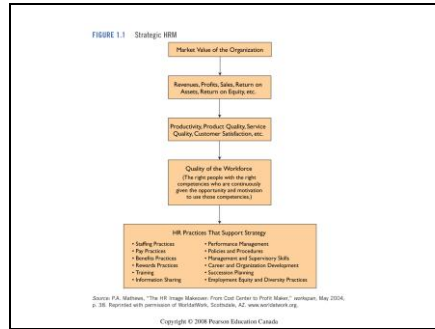 FIGURE 1.1 Strategic HRM
Market Value of the Organization
Revenues, Profits, Sales, Return on
Assets, Return on Equity, etc.
Productivity, Product Quality, Service
Quality, Customer Satisfaction, etc.
Quality of the Workforce
(The right people with the right
competencies who are continuously
given the opportunity and motivation
to use those competencies.)
HR Practices That Support Strategy
• Staffing Practices
• Pay Practices
• Benefits Practices
• Rewards Practices
• Training
• Information Sharing
• Performance Management
• Policies and Procedures
• Management and Supervisory Skills
• Career and Organization Development
• Succession Planning
• Employment Equity and Diversity Practices
Source: P.A. Mathews, "The HR Image Makeover: From Cost Center to Profit Maker," workspan, May 2004,
p. 38. Reprinted with permission of WorldatWork, Scottsdale, AZ. www.worldatwork.org.
Copyright © 2008 Pearson Education Canada